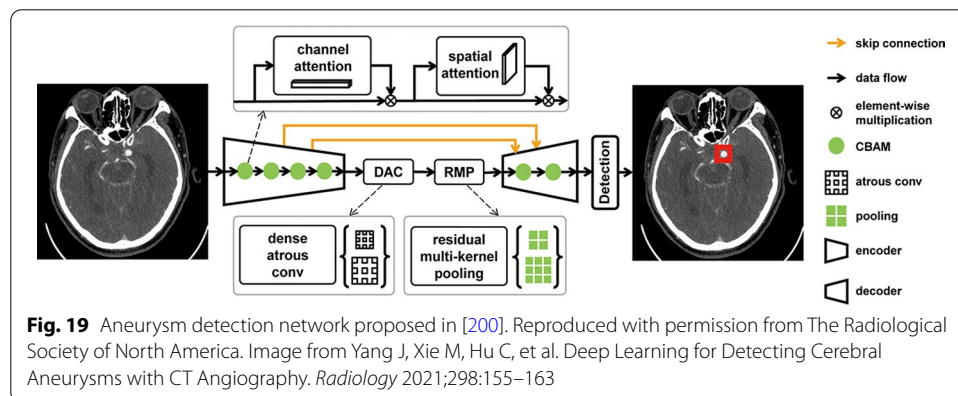 channel
attention
spatial
attention
skip connection
data flow
element-wise
multiplication
CBAM
atrous conv
pooling
encoder
decoder
DAC
RMP
Detection
dense
atrous
conv
residual
multi-kernel
pooling
Fig. 19 Aneurysm detection network proposed in [200]. Reproduced with permission from The Radiological
Society of North America. Image from Yang J, Xie M, Hu C, et al. Deep Learning for Detecting Cerebral
Aneurysms with CT Angiography. Radiology 2021;298:155–163